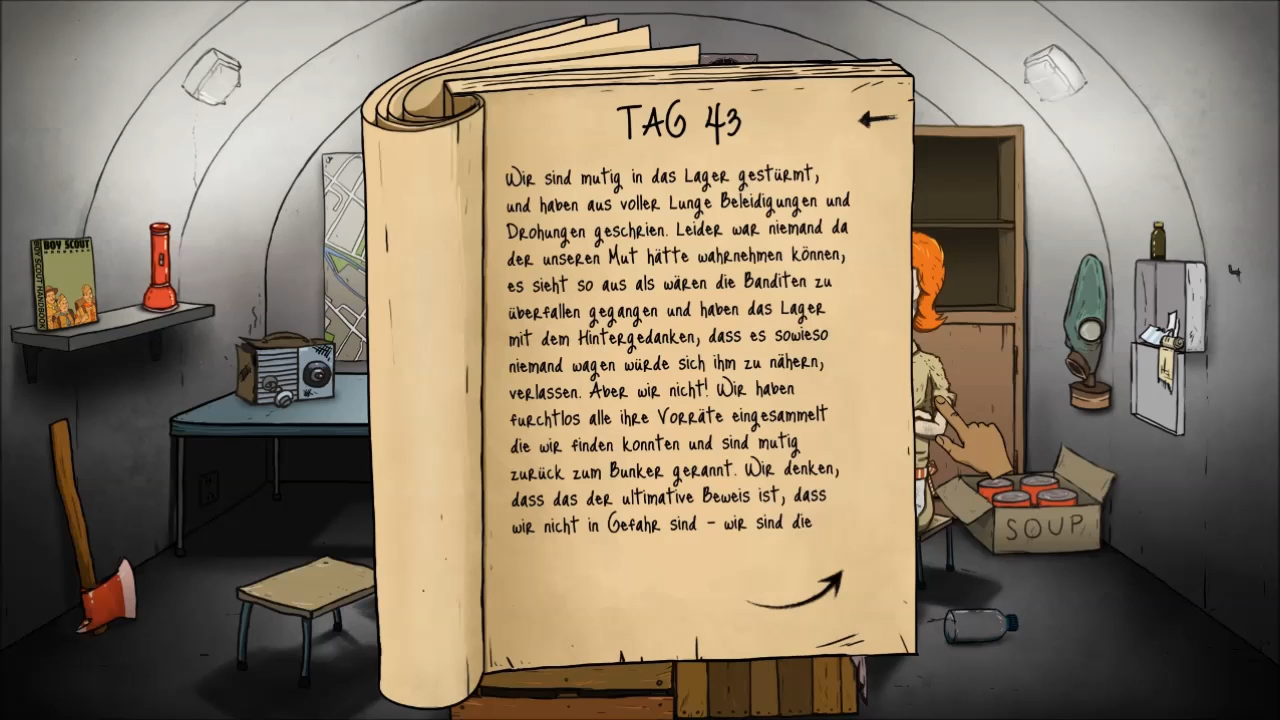 TAG 43
Wir sind mutig in das Lager gestürmt,
und haben aus voller Lunge Beleidigungen und
Drohungen geschrien. Leider war niemand da
der unseren Mut hätte wahrnehmen können,
es sieht so aus als wären die Banditen zu
überfallen gegangen und haben das Lager
mit dem Hintergedanken, dass es sowieso
niemand wagen würde sich ihm zu nähern,
verlassen. Aber wir nicht! Wir haben
furchtlos alle ihre Vorräte eingesammelt
die wir finden konnten und sind mutig
zurück zum Bunker gerannt. Wir denken,
dass das der ultimative Beweis ist, dass
wir nicht in Gefahr sind - wir sind die
BOY SCOUT
BOY SCOUT HANDBOOK
SOUP